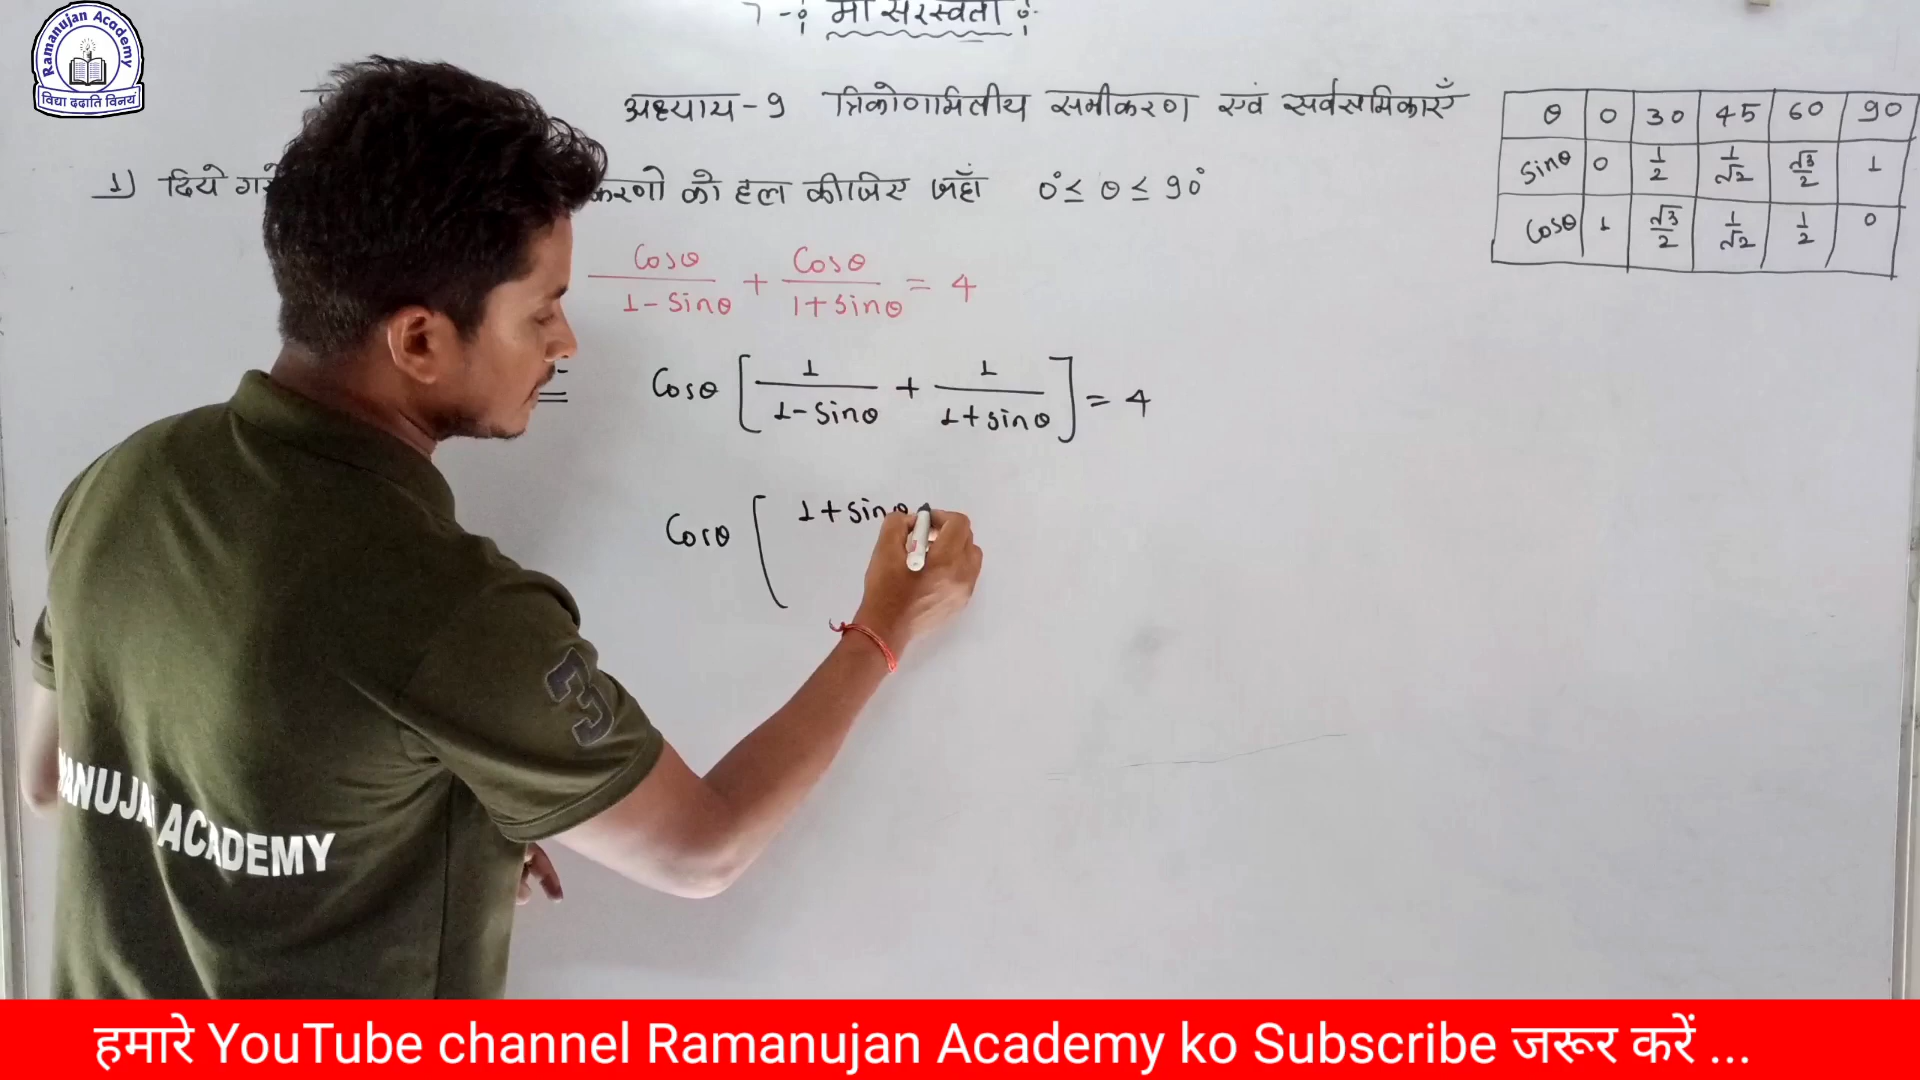 Ramanujan Academy
विद्या ददाति विनयं
माँ सरस्वती
अध्याय - 9 त्रिकोणमितीय समीकरण एवं सर्वसमिकाएँ
1) दिये गये करणो को हल कीजिए जहाँ 0° ≤ θ ≤ 90°
θ 0 30 45 60 90
Sinθ 0 1/2 1/√2 √3/2 1
Cosθ 1 √3/2 1/√2 1/2 0
Cosθ/(1 - Sinθ) + Cosθ/(1 + Sinθ) = 4
Cosθ [ 1/(1 - Sinθ) + 1/(1 + Sinθ) ] = 4
Cosθ [ 1 + Sinθ
3
ANUJAN ACADEMY
हमारे YouTube channel Ramanujan Academy ko Subscribe जरूर करें ...